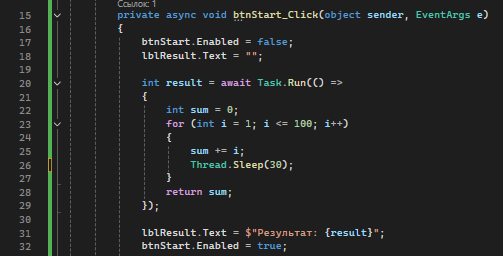 Ссылок: 1
15 private async void btnStart_Click(object sender, EventArgs e)
16 {
17 btnStart.Enabled = false;
18 lblResult.Text = "";
19
20 int result = await Task.Run(() =>
21 {
22 int sum = 0;
23 for (int i = 1; i <= 100; i++)
24 {
25 sum += i;
26 Thread.Sleep(30);
27 }
28 return sum;
29 });
30
31 lblResult.Text = $"Результат: {result}";
32 btnStart.Enabled = true;